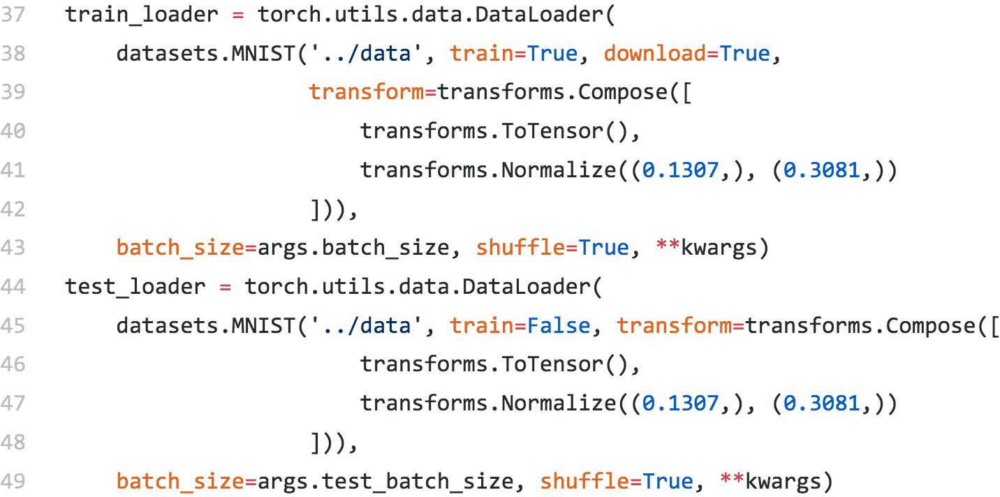 37 train_loader = torch.utils.data.DataLoader(
38 datasets.MNIST('../data', train=True, download=True,
39 transform=transforms.Compose([
40 transforms.ToTensor(),
41 transforms.Normalize((0.1307,), (0.3081,))
42 ])),
43 batch_size=args.batch_size, shuffle=True, **kwargs)
44 test_loader = torch.utils.data.DataLoader(
45 datasets.MNIST('../data', train=False, transform=transforms.Compose([
46 transforms.ToTensor(),
47 transforms.Normalize((0.1307,), (0.3081,))
48 ])),
49 batch_size=args.test_batch_size, shuffle=True, **kwargs)